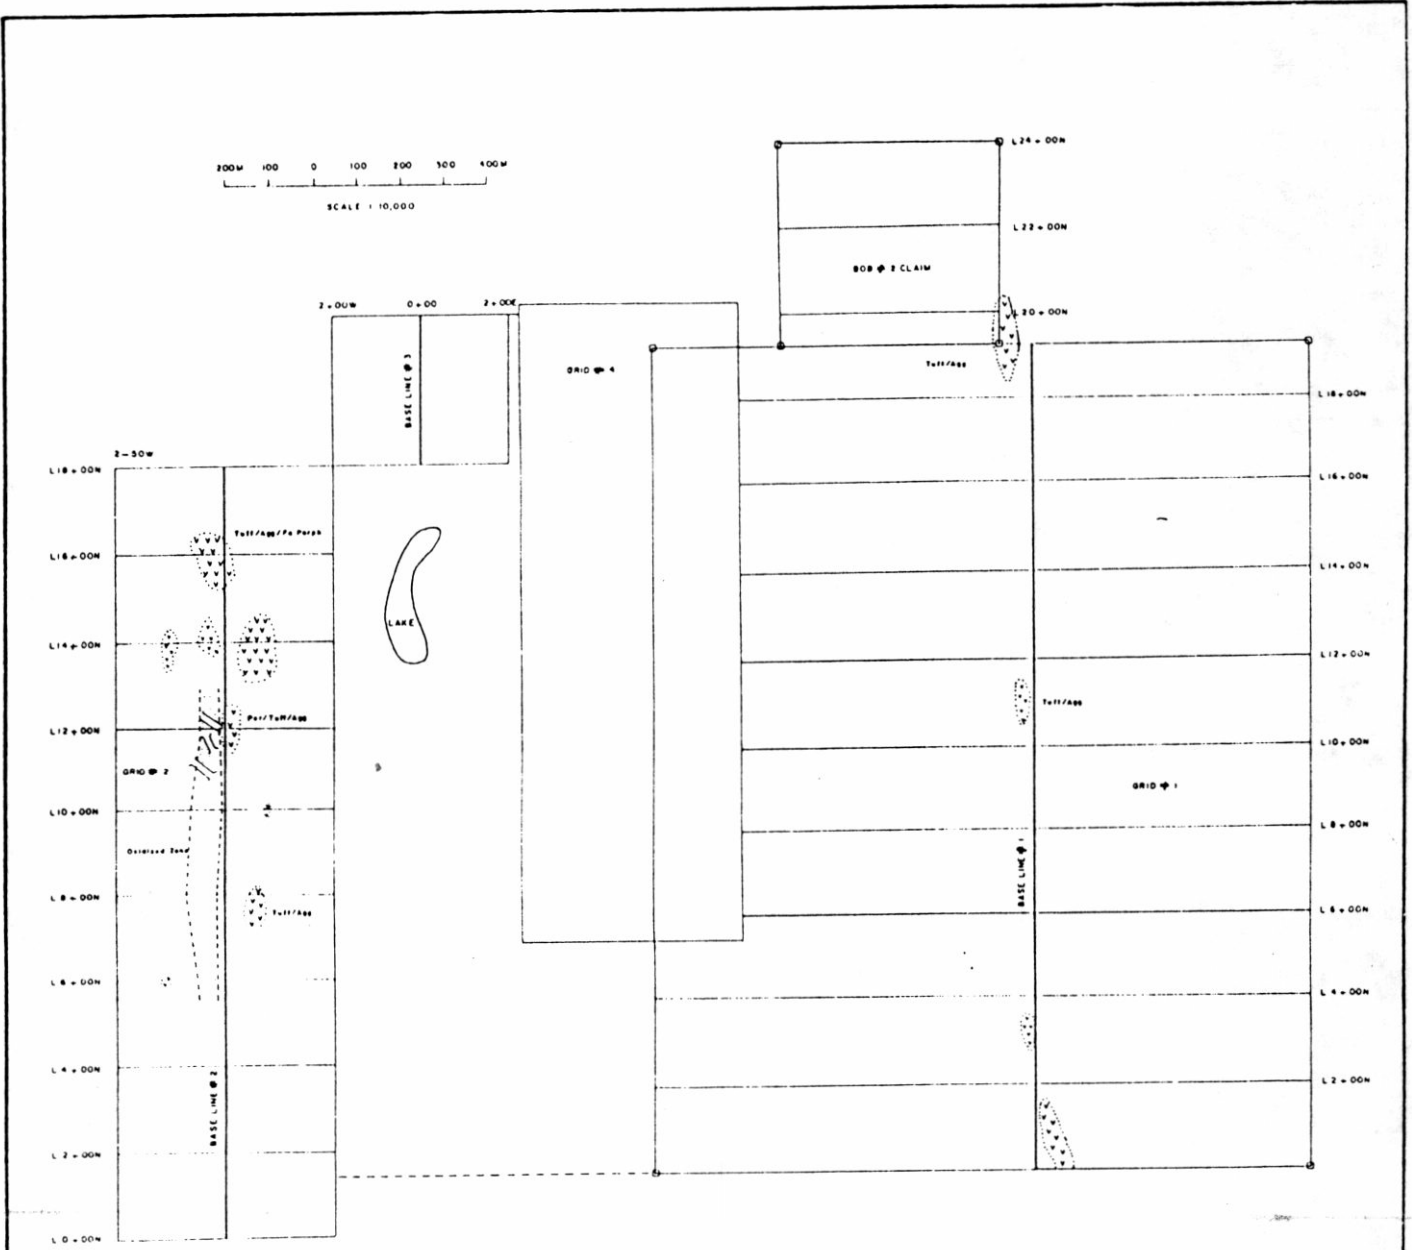 200M 100 0 100 200 300 400M
SCALE 1:10,000
L24+00N
L22+00N
BOB # 2 CLAIM
L20+00N
2+00W 0+00 2+00E
BASE LINE # 3
GRID # 4
Tuff/Agg
L18+00N
2-50W
L18+00N
L16+00N
Tuff/Agg/Fs Porph
L16+00N
L14+00N
LAKE
L14+00N
L12+00N
Tuff/Agg
Por/Tuff/Agg
L12+00N
L10+00N
GRID # 2
GRID # 1
L10+00N
L8+00N
Oxidized Zone
BASE LINE # 1
L8+00N
Tuff/Agg
L6+00N
L6+00N
L4+00N
L4+00N
L2+00N
BASE LINE # 2
L2+00N
L0+00N